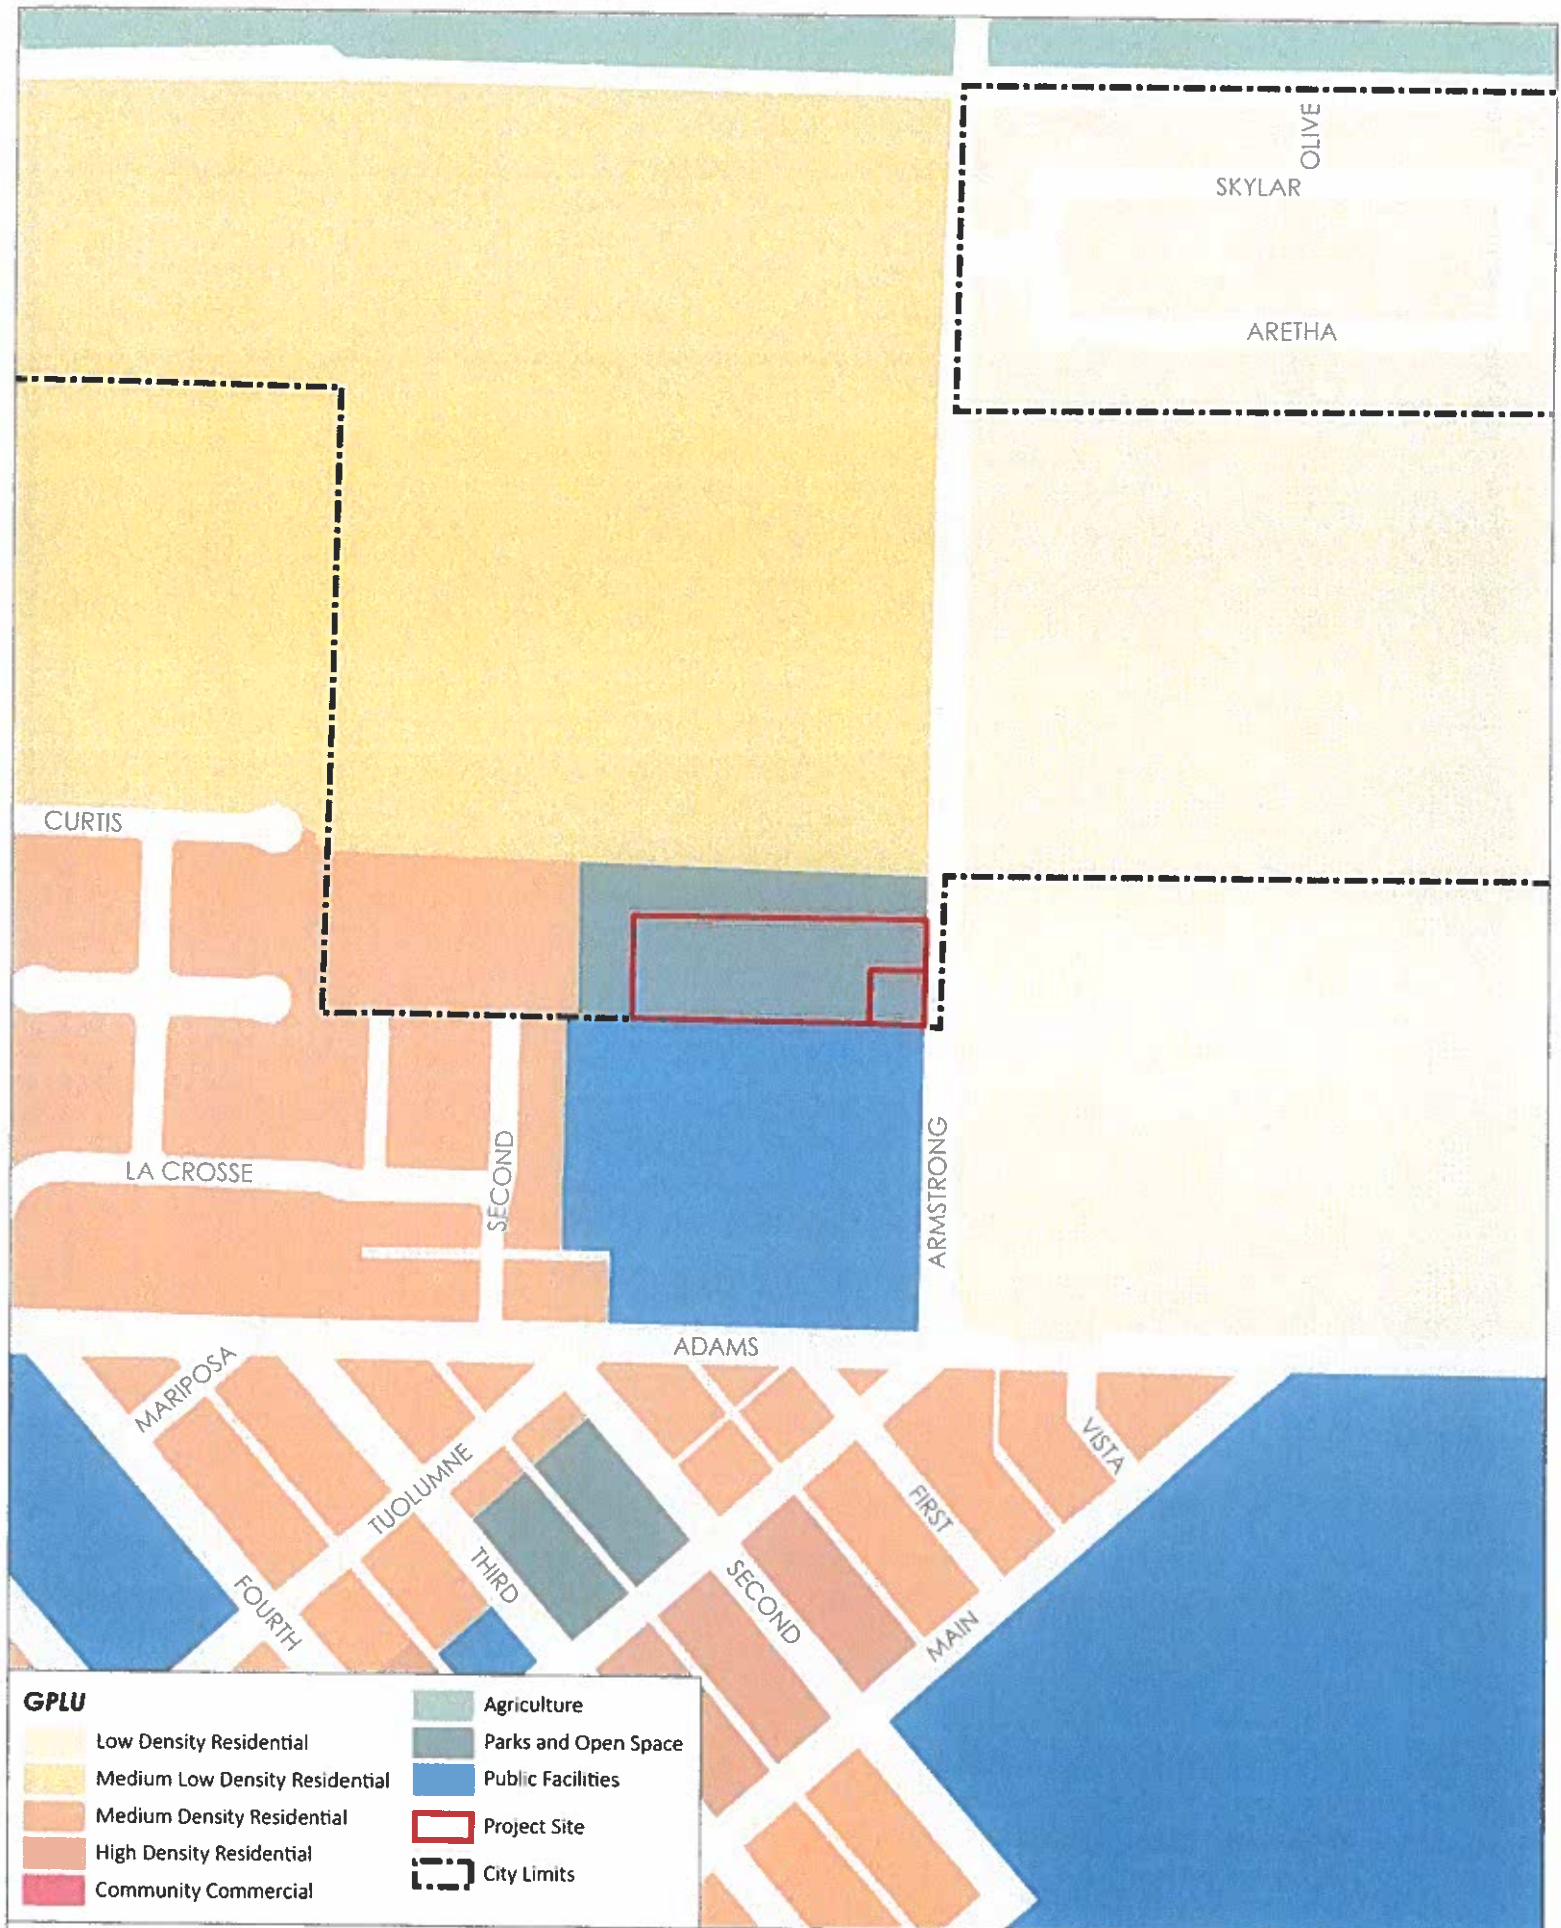 OLIVE
SKYLAR
ARETHA
CURTIS
LA CROSSE
SECOND
ARMSTRONG
ADAMS
MARIPOSA
TUOLUMNE
VISTA
FIRST
THIRD
SECOND
FOURTH
MAIN
GPLU
Low Density Residential
Medium Low Density Residential
Medium Density Residential
High Density Residential
Community Commercial
Agriculture
Parks and Open Space
Public Facilities
Project Site
City Limits